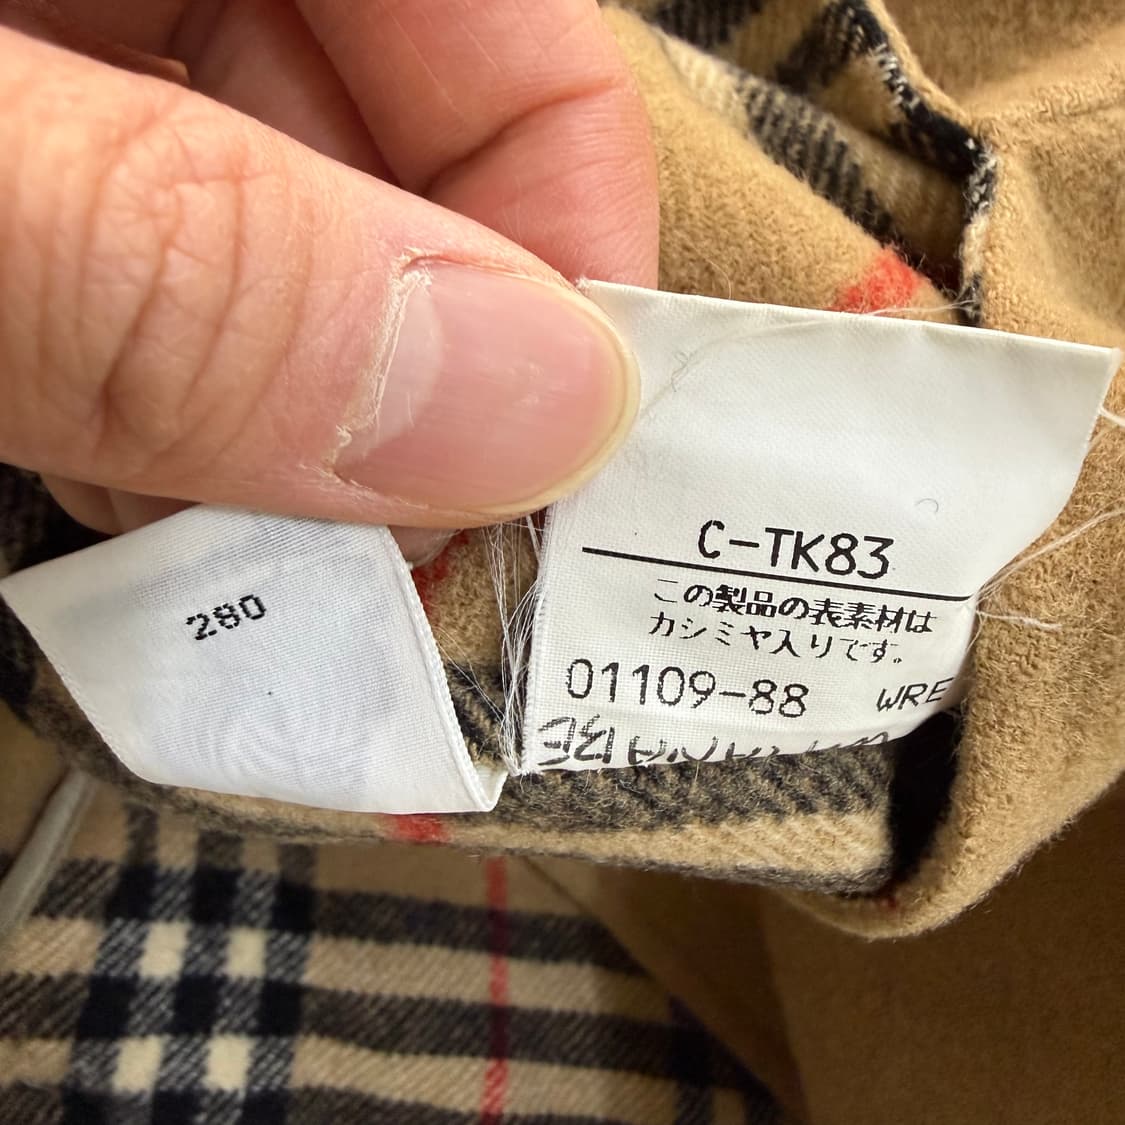 280
C-TK83
この製品の表素材は
カシミヤ入りです。
01109-88 WRE